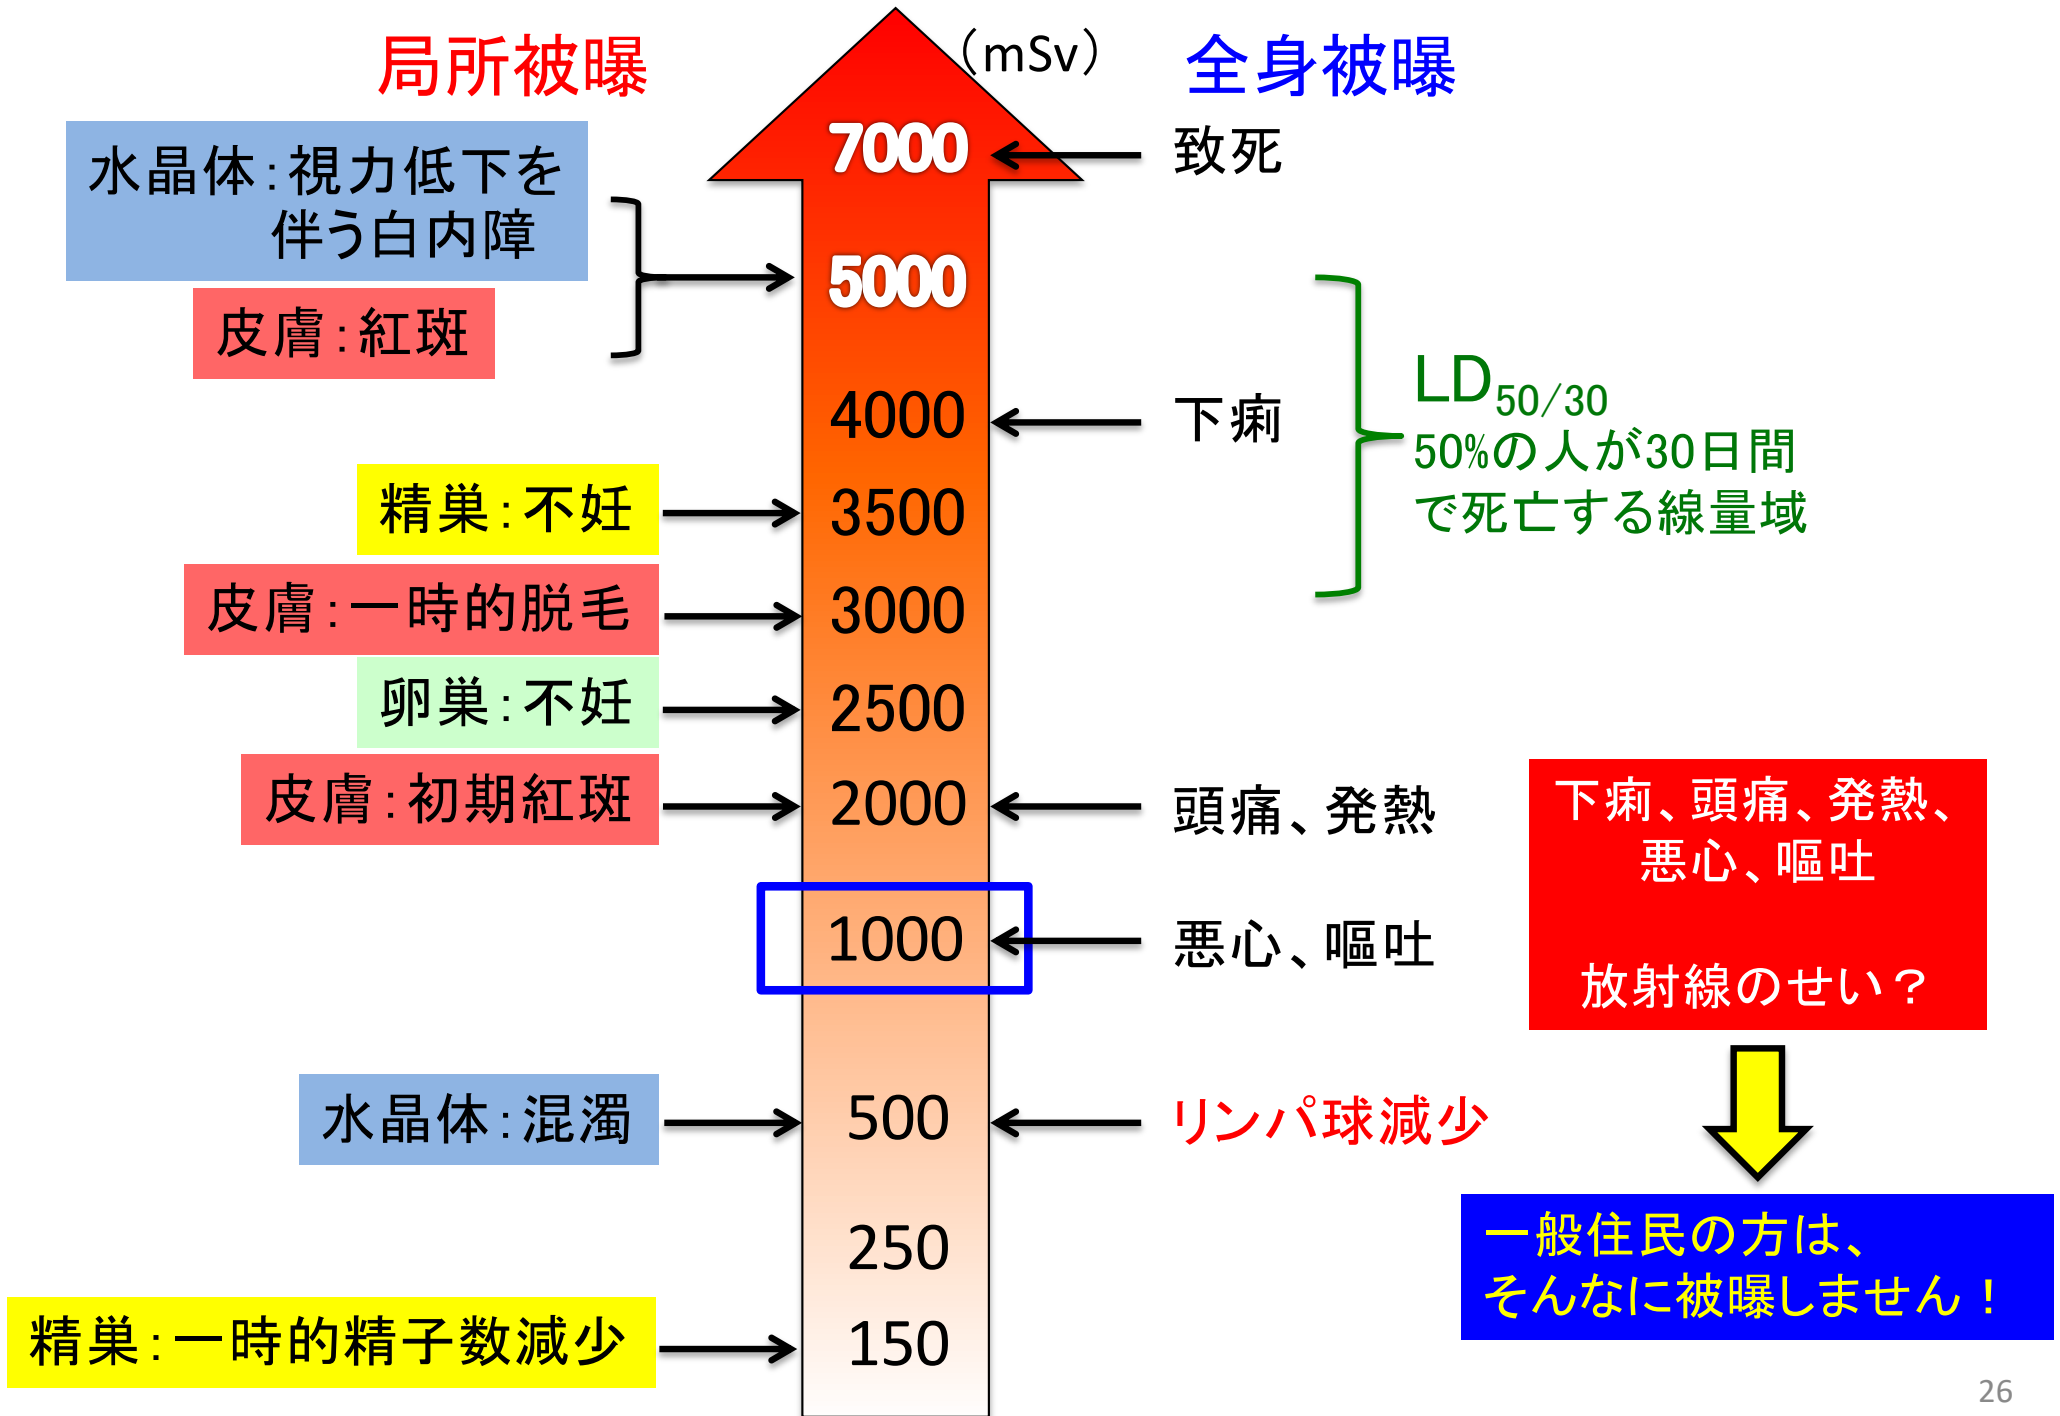 局所被曝
（mSv）
全身被曝
水晶体：視力低下を
伴う白内障
皮膚：紅斑
精巣：不妊
皮膚：一時的脱毛
卵巣：不妊
皮膚：初期紅斑
水晶体：混濁
精巣：一時的精子数減少
7000
5000
4000
3500
3000
2500
2000
1000
500
250
150
致死
下痢
頭痛、発熱
悪心、嘔吐
リンパ球減少
LD50/30
50%の人が30日間
で死亡する線量域
下痢、頭痛、発熱、
悪心、嘔吐
放射線のせい？
一般住民の方は、
そんなに被曝しません！
26